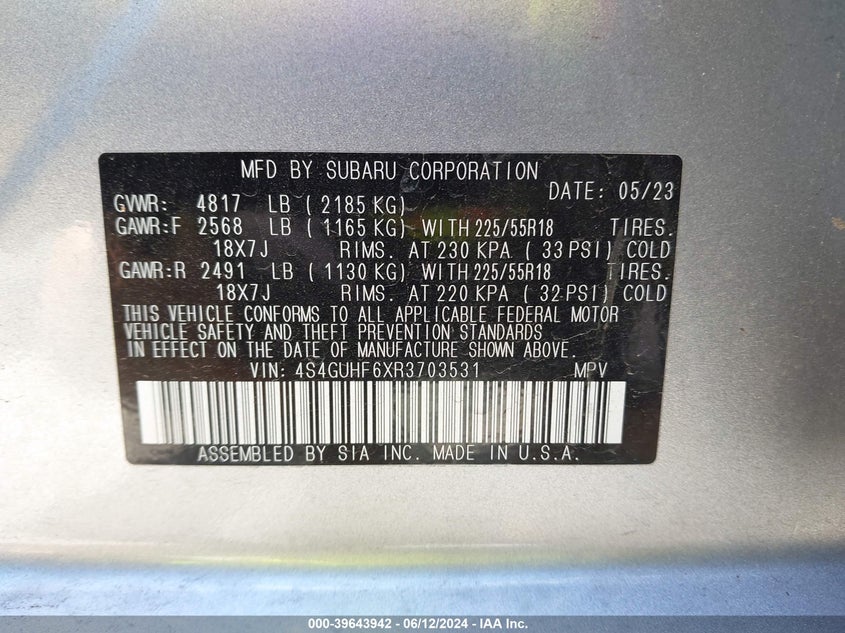 MFD BY SUBARU CORPORATION
DATE: 05/23
GVWR: 4817 LB ( 2185 KG)
GAWR:F 2568 LB ( 1165 KG) WITH 225/55R18 TIRES.
18X7J RIMS. AT 230 KPA ( 33 PSI) COLD
GAWR:R 2491 LB ( 1130 KG) WITH 225/55R18 TIRES.
18X7J RIMS. AT 220 KPA ( 32 PSI) COLD
THIS VEHICLE CONFORMS TO ALL APPLICABLE FEDERAL MOTOR
VEHICLE SAFETY AND THEFT PREVENTION STANDARDS
IN EFFECT ON THE DATE OF MANUFACTURE SHOWN ABOVE.
VIN: 4S4GUHF6XR3703531 MPV
ASSEMBLED BY SIA INC. MADE IN U.S.A.
000-39643942 - 06/12/2024 - IAA Inc.